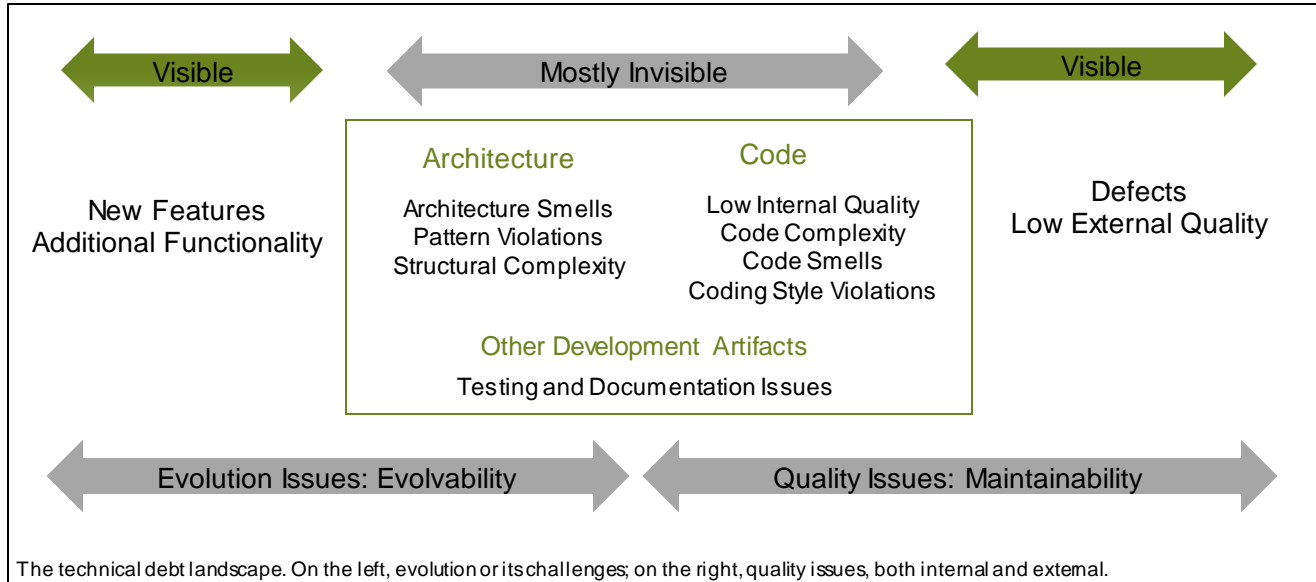 Visible
Mostly Invisible
Visible
New Features
Additional Functionality
Architecture
Architecture Smells
Pattern Violations
Structural Complexity
Code
Low Internal Quality
Code Complexity
Code Smells
Coding Style Violations
Other Development Artifacts
Testing and Documentation Issues
Defects
Low External Quality
Evolution Issues: Evolvability
Quality Issues: Maintainability
The technical debt landscape. On the left, evolution or its challenges; on the right, quality issues, both internal and external.